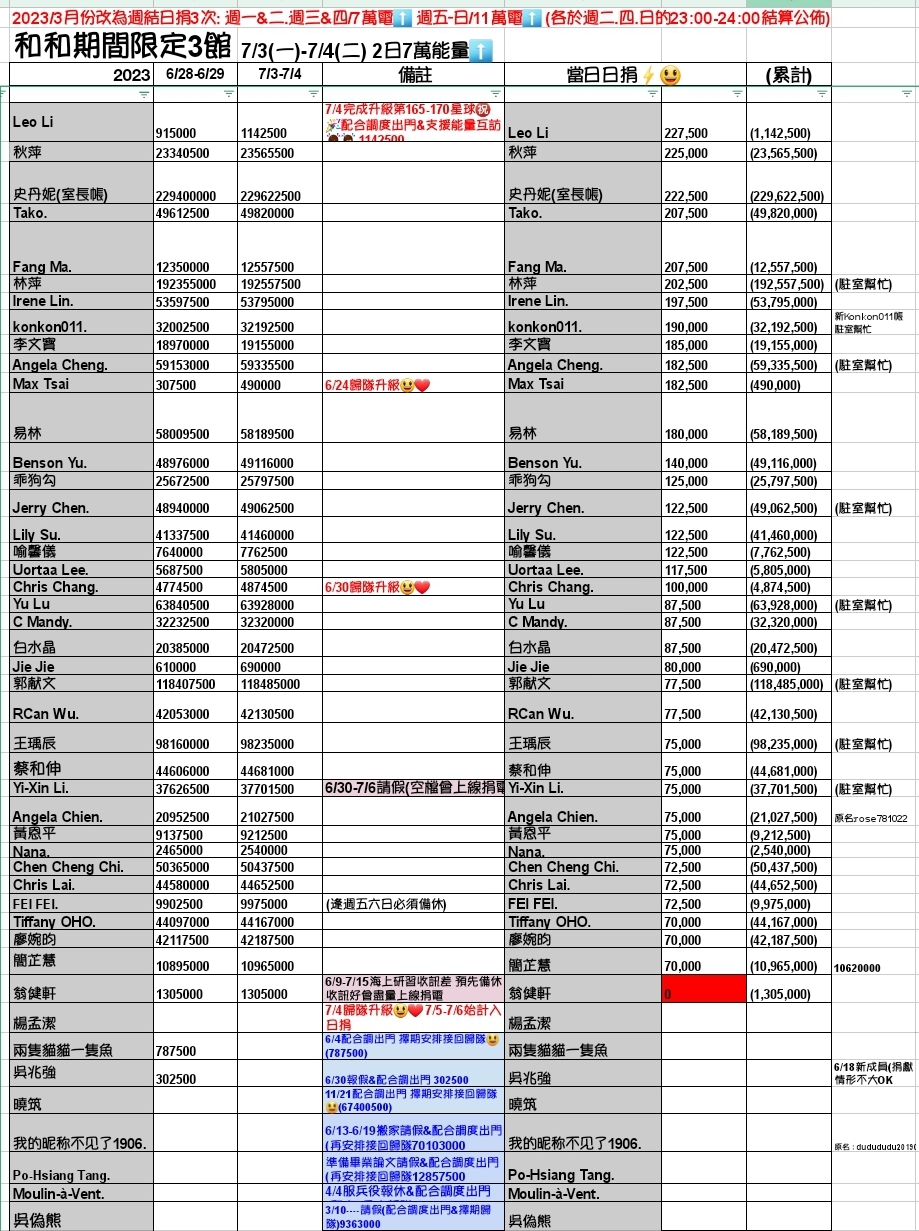 2023/3月份改為週結日捐3次: 週一&二.週三&四/7萬電⬆️ 週五-日/11萬電⬆️ (各於週二.四.日的23:00-24:00結算公佈)
和和期間限定3館 7/3(一)-7/4(二) 2日7萬能量⬆️
2023 6/28-6/29 7/3-7/4 備註 當日日捐⚡😃 (累計)
Leo Li 915000 1142500 7/4完成升級第165-170星球㊗️ Leo Li 227,500 (1,142,500)
🎉配合調度出門&支援能量互訪
1142500
秋萍 23340500 23565500 秋萍 225,000 (23,565,500)
史丹妮(室長帳) 229400000 229622500 史丹妮(室長帳) 222,500 (229,622,500)
Tako. 49612500 49820000 Tako. 207,500 (49,820,000)
Fang Ma. 12350000 12557500 Fang Ma. 207,500 (12,557,500)
林萍 192355000 192557500 林萍 202,500 (192,557,500) (駐室幫忙)
Irene Lin. 53597500 53795000 Irene Lin. 197,500 (53,795,000)
konkon011. 32002500 32192500 konkon011. 190,000 (32,192,500) 新Konkon011帳
駐室幫忙
李文寶 18970000 19155000 李文寶 185,000 (19,155,000)
Angela Cheng. 59153000 59335500 Angela Cheng. 182,500 (59,335,500) (駐室幫忙)
Max Tsai 307500 490000 6/24歸隊升級😃❤️ Max Tsai 182,500 (490,000)
易林 58009500 58189500 易林 180,000 (58,189,500)
Benson Yu. 48976000 49116000 Benson Yu. 140,000 (49,116,000)
乖狗勾 25672500 25797500 乖狗勾 125,000 (25,797,500)
Jerry Chen. 48940000 49062500 Jerry Chen. 122,500 (49,062,500) (駐室幫忙)
Lily Su. 41337500 41460000 Lily Su. 122,500 (41,460,000)
喻馨儀 7640000 7762500 喻馨儀 122,500 (7,762,500)
Uortaa Lee. 5687500 5805000 Uortaa Lee. 117,500 (5,805,000)
Chris Chang. 4774500 4874500 6/30歸隊升級😃❤️ Chris Chang. 100,000 (4,874,500)
Yu Lu 63840500 63928000 Yu Lu 87,500 (63,928,000) (駐室幫忙)
C Mandy. 32232500 32320000 C Mandy. 87,500 (32,320,000)
白水晶 20385000 20472500 白水晶 87,500 (20,472,500)
Jie Jie 610000 690000 Jie Jie 80,000 (690,000)
郭献文 118407500 118485000 郭献文 77,500 (118,485,000) (駐室幫忙)
RCan Wu. 42053000 42130500 RCan Wu. 77,500 (42,130,500)
王瑀辰 98160000 98235000 王瑀辰 75,000 (98,235,000) (駐室幫忙)
蔡和伸 44606000 44681000 蔡和伸 75,000 (44,681,000)
Yi-Xin Li. 37626500 37701500 6/30-7/6請假(空檔會上線捐電 Yi-Xin Li. 75,000 (37,701,500) (駐室幫忙)
Angela Chien. 20952500 21027500 Angela Chien. 75,000 (21,027,500) 原名rose781022
黃恩平 9137500 9212500 黃恩平 75,000 (9,212,500)
Nana. 2465000 2540000 Nana. 75,000 (2,540,000)
Chen Cheng Chi. 50365000 50437500 Chen Cheng Chi. 72,500 (50,437,500)
Chris Lai. 44580000 44652500 Chris Lai. 72,500 (44,652,500)
FEI FEI. 9902500 9975000 (逢週五六日必須備休) FEI FEI. 72,500 (9,975,000)
Tiffany OHO. 44097000 44167000 Tiffany OHO. 70,000 (44,167,000)
廖婉昀 42117500 42187500 廖婉昀 70,000 (42,187,500)
簡芷慧 10895000 10965000 簡芷慧 70,000 (10,965,000) 10620000
翁健軒 1305000 1305000 6/9-7/15海上研習收訊差 預先備休 翁健軒 0 (1,305,000)
收訊好會盡量上線捐電
楊孟潔 7/4歸隊升級😃❤️ 7/5-7/6始計入 楊孟潔
日捐
兩隻貓貓一隻魚 787500 6/4配合調出門 擇期安排接回歸隊😃 兩隻貓貓一隻魚
(787500)
吳兆強 302500 6/30報假&配合調出門 302500 吳兆強 6/18新成員(捐獻
情形不大OK
曉筑 11/21配合調出門 擇期安排接回歸隊 曉筑
😃(67400500)
我的昵称不见了1906. 6/13-6/19搬家請假&配合調度出門 我的昵称不见了1906. 原名：dudududu20190
(再安排接回歸隊70103000
Po-Hsiang Tang. 準備畢業論文請假&配合調度出門 Po-Hsiang Tang.
(再安排接回歸隊12857500
Moulin-à-Vent. 4/4服兵役報休&配合調度出門 Moulin-à-Vent.
吳偽熊 3/10----請假(配合調度出門&擇期歸 吳偽熊
隊)9363000